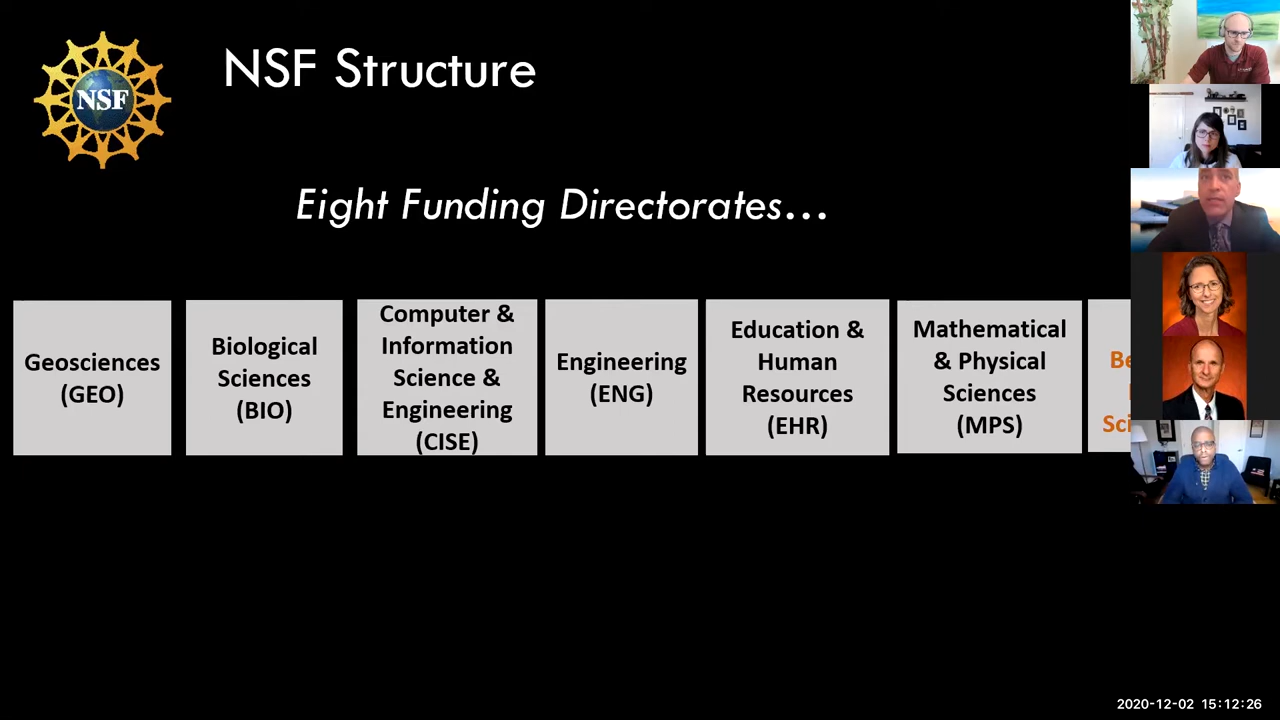 NSF
NSF Structure
Eight Funding Directorates...
Geosciences
(GEO)
Biological
Sciences
(BIO)
Computer &
Information
Science &
Engineering
(CISE)
Engineering
(ENG)
Education &
Human
Resources
(EHR)
Mathematical
& Physical
Sciences
(MPS)
2020-12-02 15:12:26